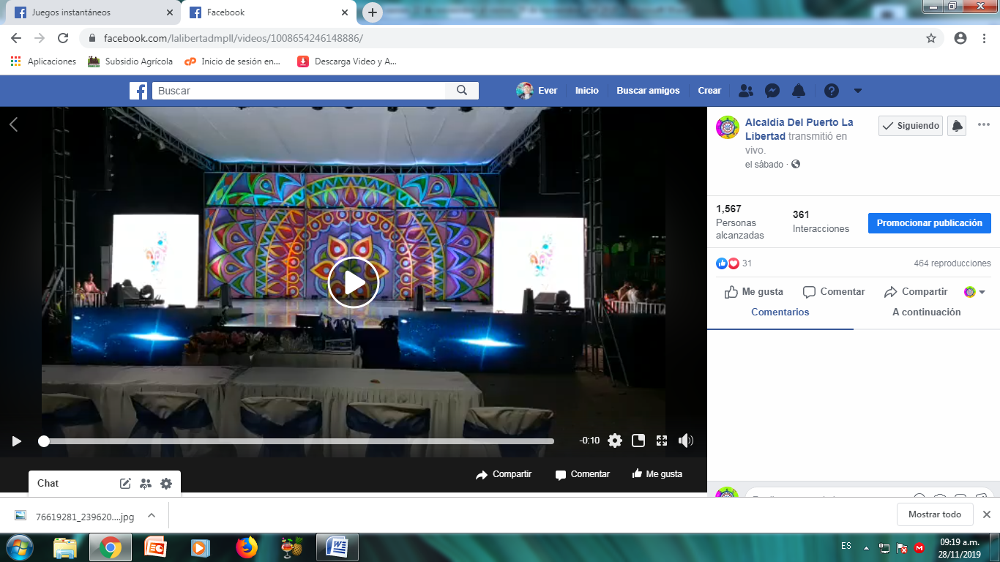 Juegos instantáneos
Facebook
facebook.com/lalibertadmpll/videos/1008654246148886/
Aplicaciones
Subsidio Agrícola
Inicio de sesión en...
Descarga Video y A...
Buscar
Ever
Inicio
Buscar amigos
Crear
Alcaldía Del Puerto La
Libertad transmitió en
vivo.
el sábado ·
Siguiendo
1,567
Personas
alcanzadas
361
Interacciones
Promocionar publicación
31
464 reproducciones
Me gusta
Comentar
Compartir
Comentarios
A continuación
-0:10
Compartir
Comentar
Me gusta
Chat
76619281_239620....jpg
Mostrar todo
ES
09:19 a.m.
28/11/2019